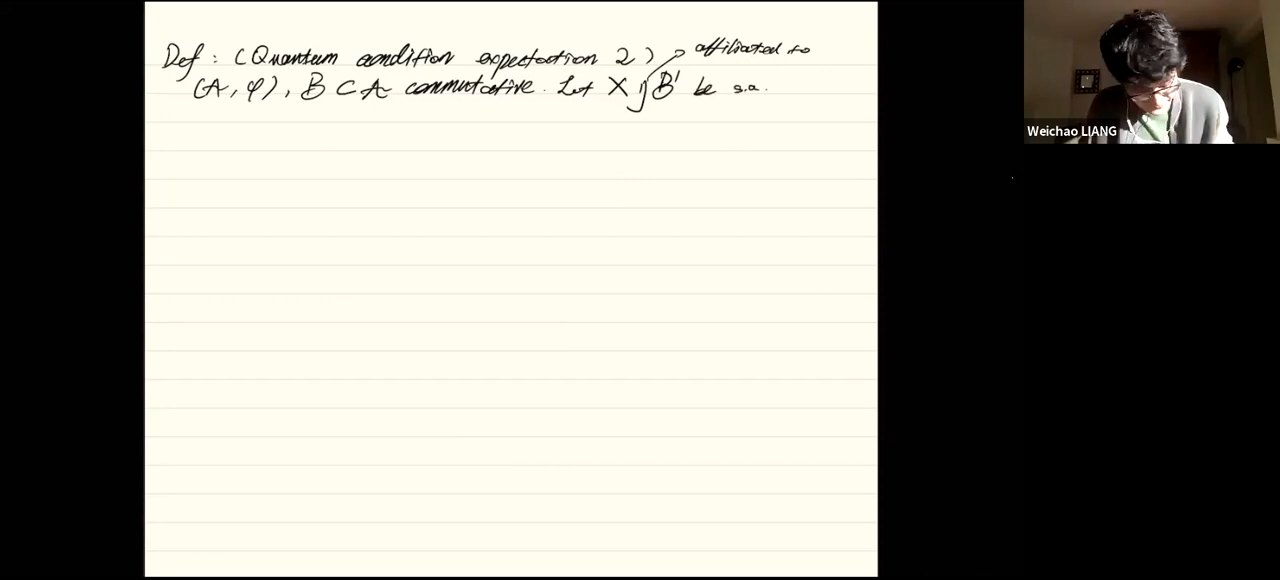 Def : (Quantum condition expectation 2) affiliated to
(A, φ), B ⊂ A commutative. Let X η B' be s.a.
Weichao LIANG